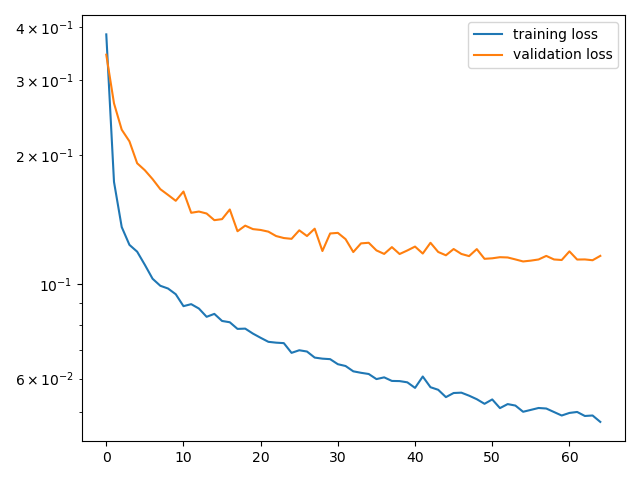 4 × 10⁻¹
3 × 10⁻¹
2 × 10⁻¹
10⁻¹
6 × 10⁻²
0 10 20 30 40 50 60
training loss
validation loss